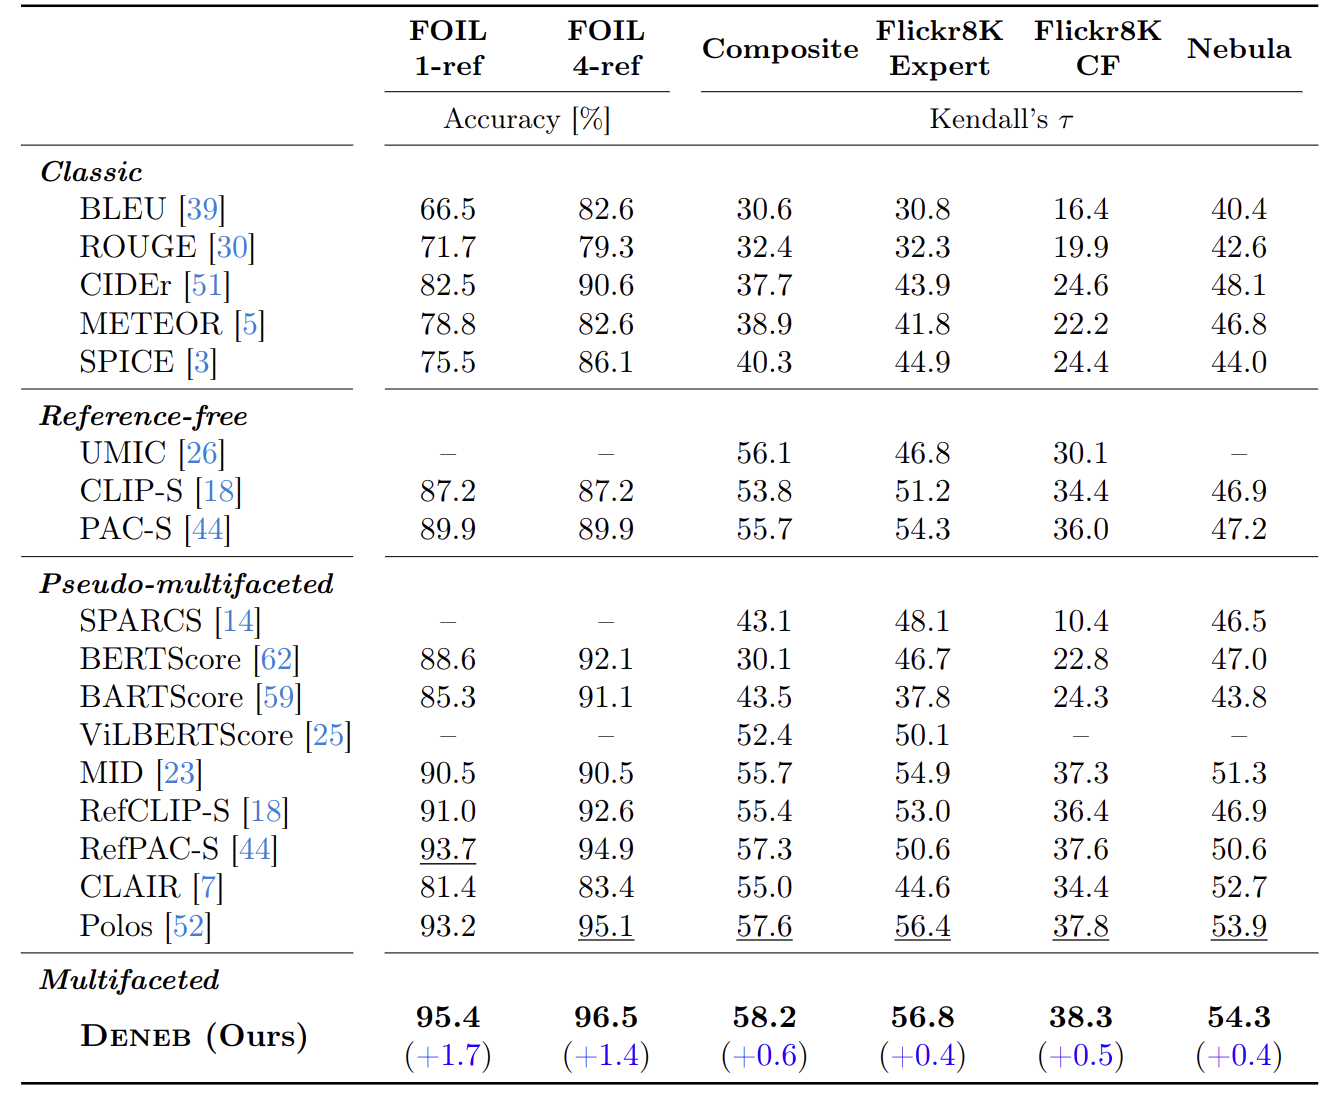 FOIL 1-ref FOIL 4-ref Composite Flickr8K Expert Flickr8K CF Nebula
Accuracy [%] Kendall's τ
Classic
BLEU [39] 66.5 82.6 30.6 30.8 16.4 40.4
ROUGE [30] 71.7 79.3 32.4 32.3 19.9 42.6
CIDEr [51] 82.5 90.6 37.7 43.9 24.6 48.1
METEOR [5] 78.8 82.6 38.9 41.8 22.2 46.8
SPICE [3] 75.5 86.1 40.3 44.9 24.4 44.0
Reference-free
UMIC [26] – – 56.1 46.8 30.1 –
CLIP-S [18] 87.2 87.2 53.8 51.2 34.4 46.9
PAC-S [44] 89.9 89.9 55.7 54.3 36.0 47.2
Pseudo-multifaceted
SPARCS [14] – – 43.1 48.1 10.4 46.5
BERTScore [62] 88.6 92.1 30.1 46.7 22.8 47.0
BARTScore [59] 85.3 91.1 43.5 37.8 24.3 43.8
ViLBERTScore [25] – – 52.4 50.1 – –
MID [23] 90.5 90.5 55.7 54.9 37.3 51.3
RefCLIP-S [18] 91.0 92.6 55.4 53.0 36.4 46.9
RefPAC-S [44] 93.7 94.9 57.3 50.6 37.6 50.6
CLAIR [7] 81.4 83.4 55.0 44.6 34.4 52.7
Polos [52] 93.2 95.1 57.6 56.4 37.8 53.9
Multifaceted
DENEB (Ours) 95.4 96.5 58.2 56.8 38.3 54.3
(+1.7) (+1.4) (+0.6) (+0.4) (+0.5) (+0.4)